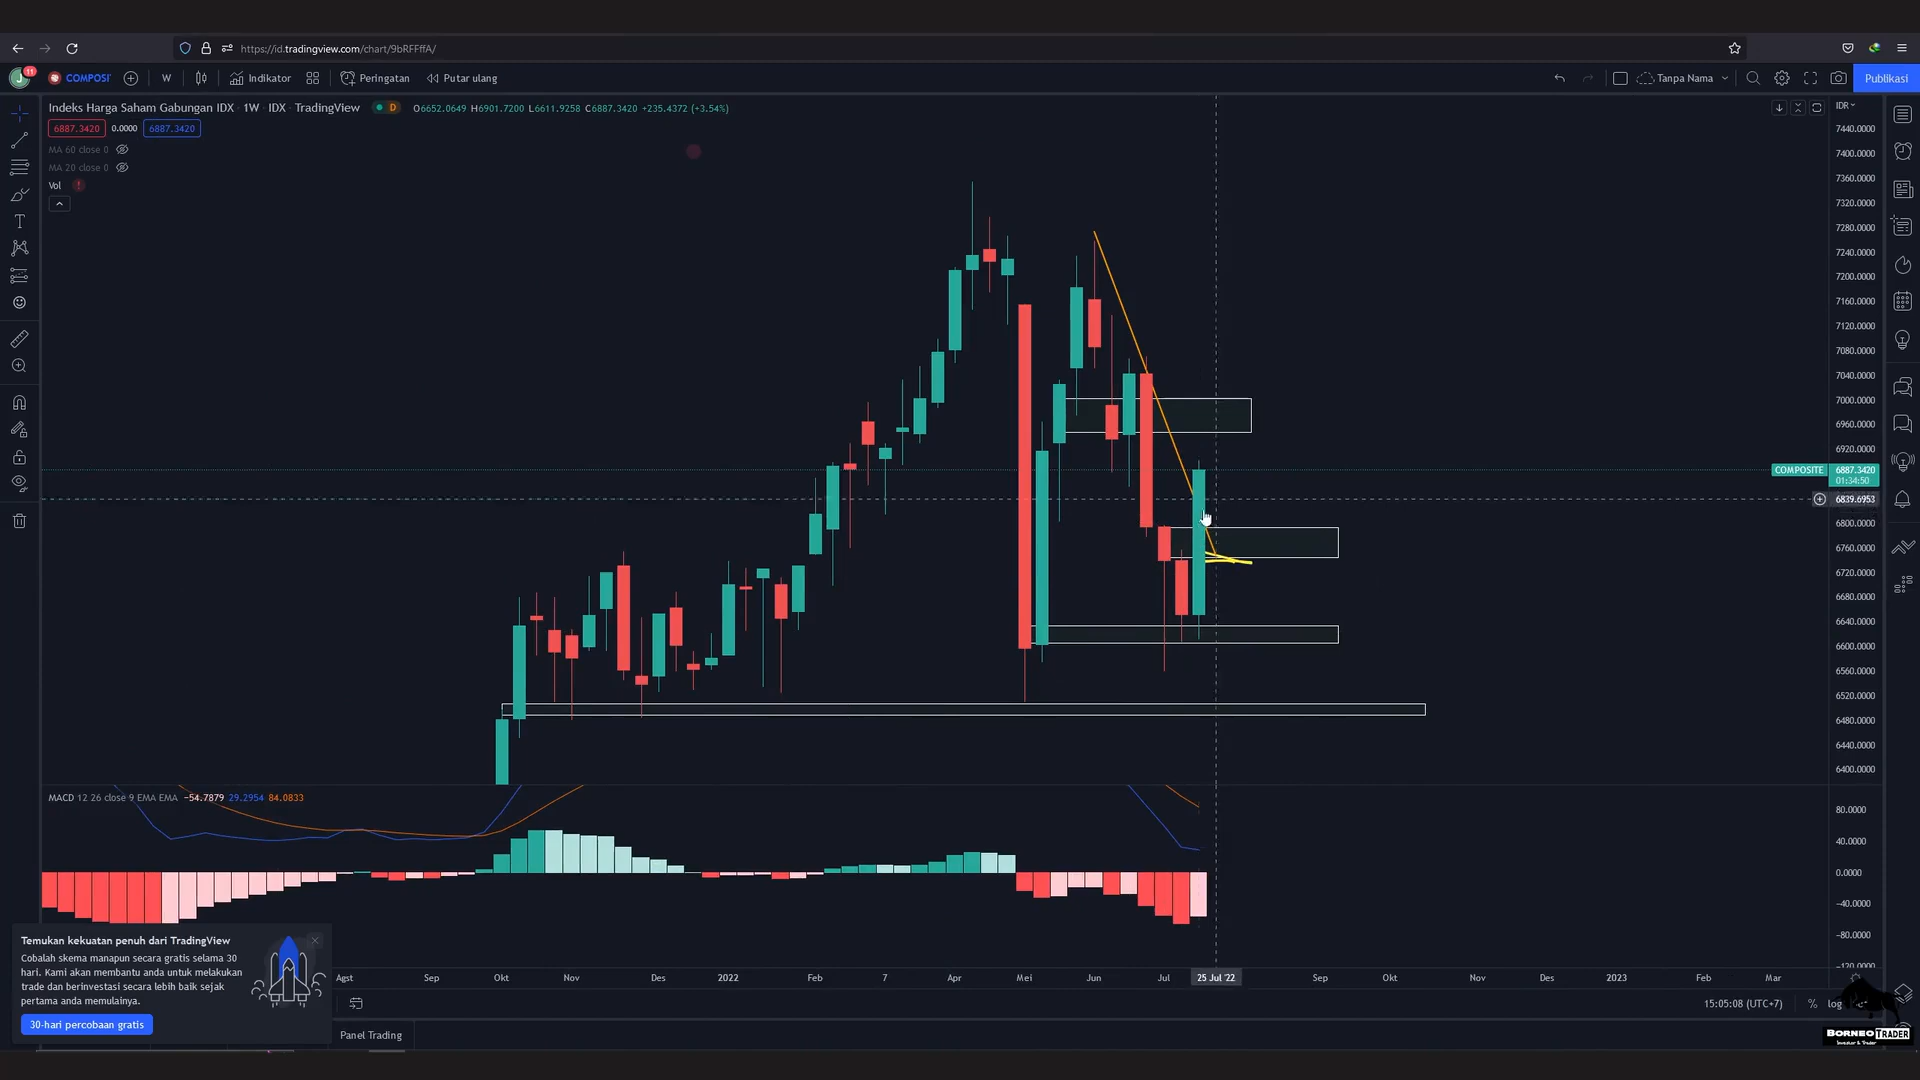 https://id.tradingview.com/chart/9bRFFffA/
J 11 COMPOSI W Indikator Peringatan Putar ulang Tanpa Nama Publikasi
Indeks Harga Saham Gabungan IDX · 1W · IDX · TradingView D O6652.0649 H6901.7200 L6611.9258 C6887.3420 +235.4372 (+3.54%)
IDR
6887.3420 0.0000 6887.3420
MA 60 close 0
MA 20 close 0
Vol
7440.0000
7400.0000
7360.0000
7320.0000
7280.0000
7240.0000
7200.0000
7160.0000
7120.0000
7080.0000
7040.0000
7000.0000
6960.0000
6920.0000
COMPOSITE 6887.3420
01:34:50
6839.6953
6800.0000
6760.0000
6720.0000
6680.0000
6640.0000
6600.0000
6560.0000
6520.0000
6480.0000
6440.0000
6400.0000
MACD 12 26 close 9 EMA EMA −54.7879 29.2954 84.0833
80.0000
40.0000
0.0000
−40.0000
−80.0000
−120.0000
Temukan kekuatan penuh dari TradingView
Cobalah skema manapun secara gratis selama 30
hari. Kami akan membantu anda untuk melakukan
trade dan berinvestasi secara lebih baik sejak
pertama anda memulainya.
30-hari percobaan gratis
Agst Sep Okt Nov Des 2022 Feb 7 Apr Mei Jun Jul 25 Jul '22 Sep Okt Nov Des 2023 Feb Mar
15:05:08 (UTC+7) % log
Panel Trading
BORNEO TRADER
Investor & Trader